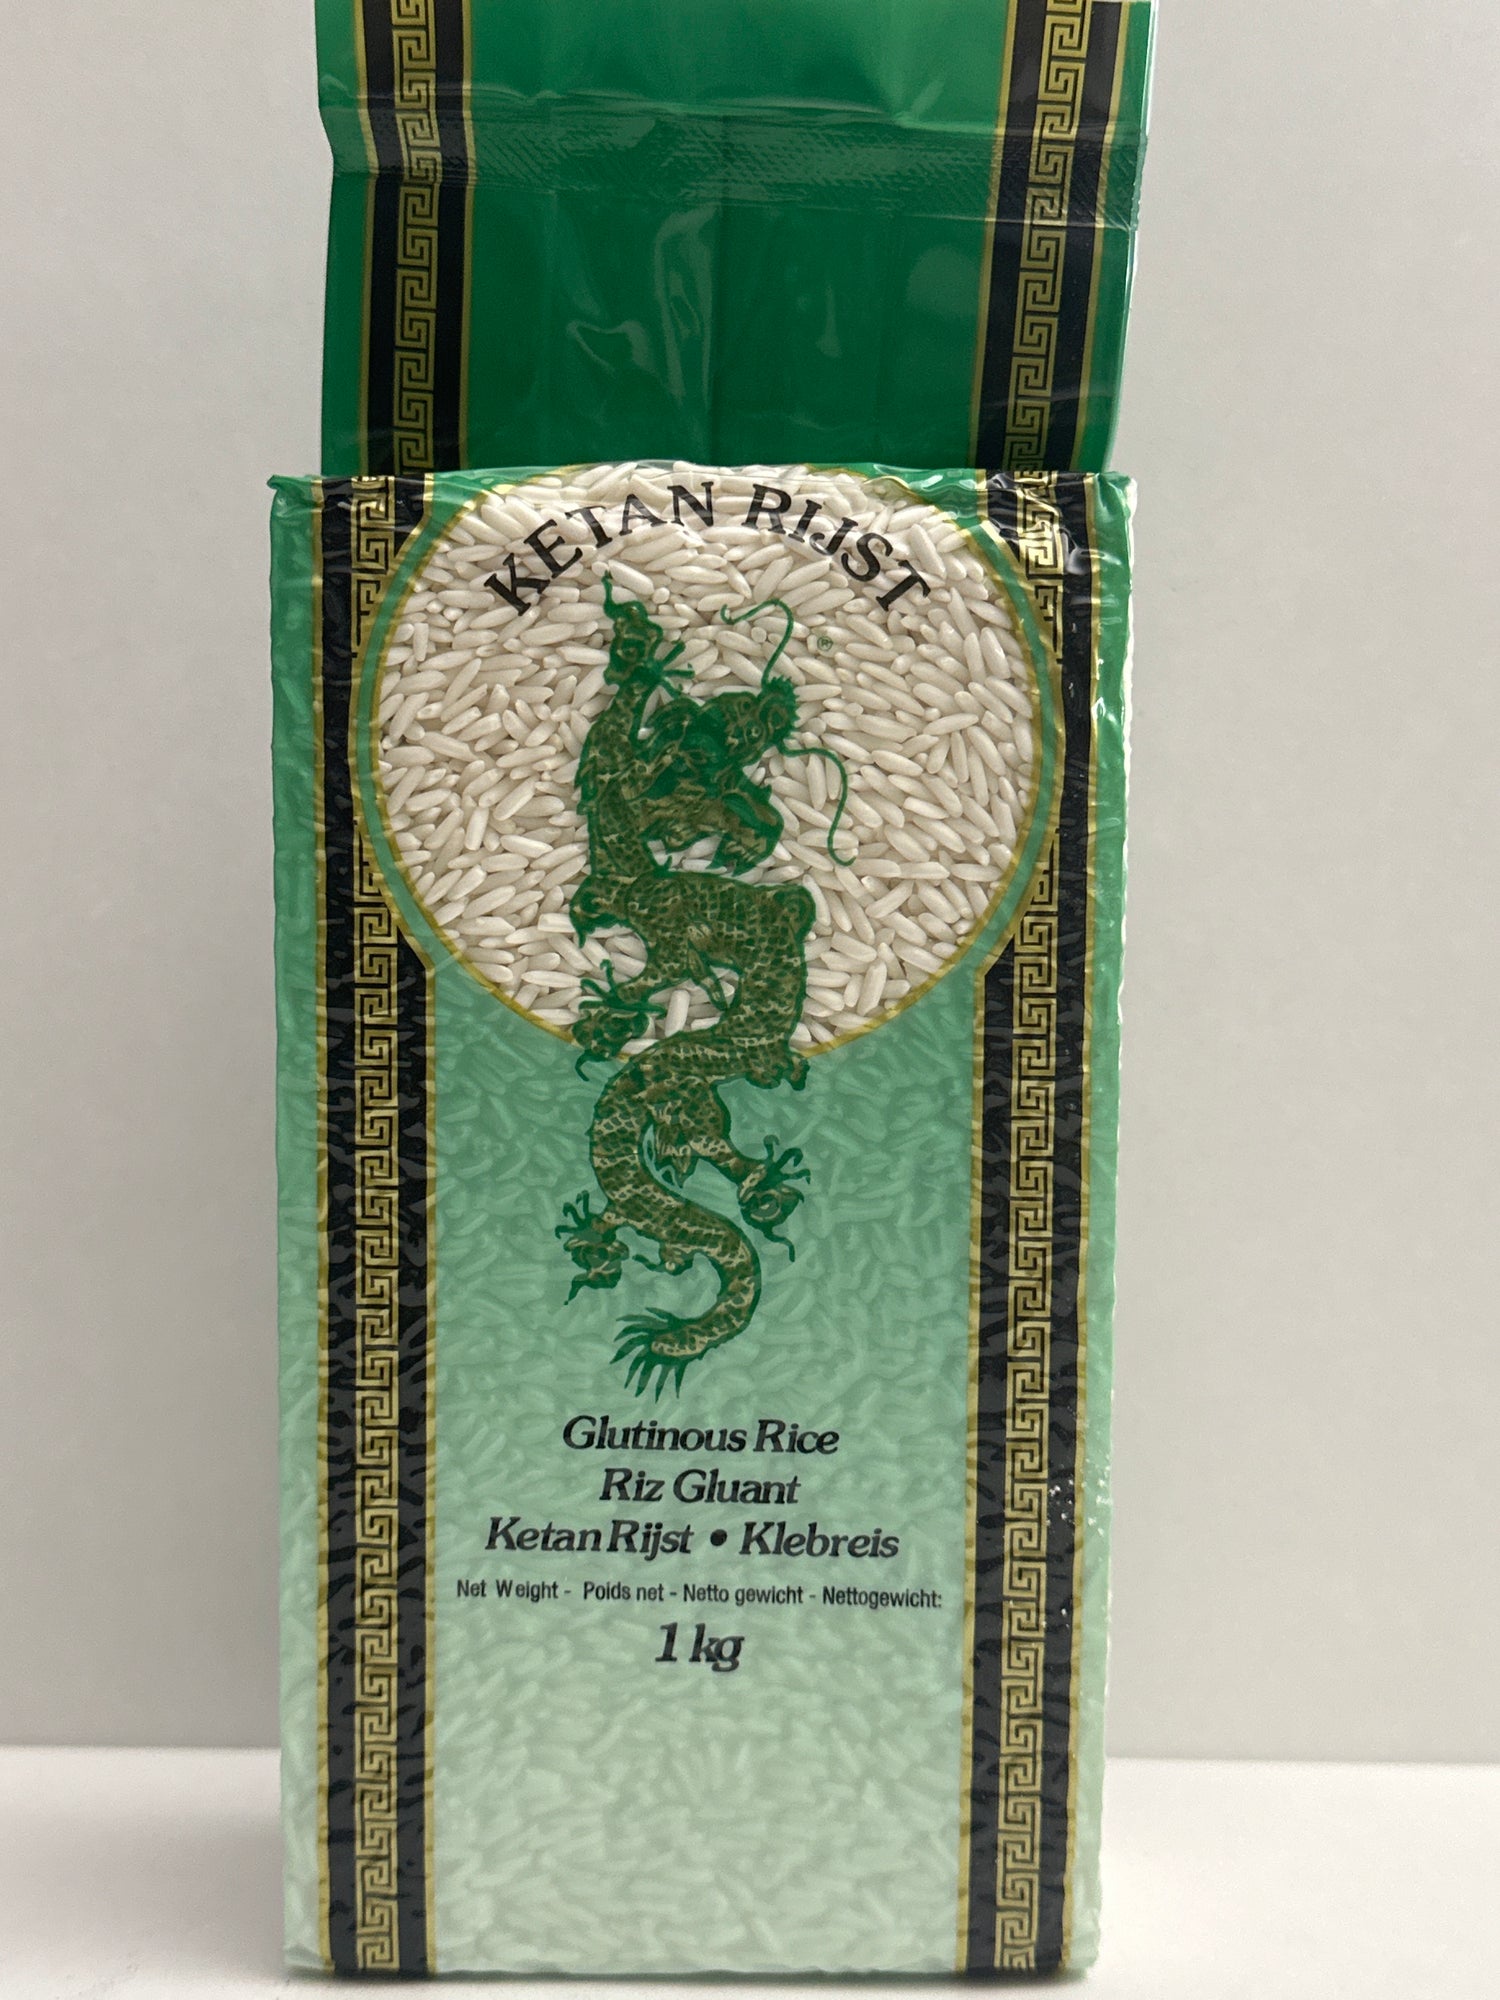 KETAN RIJST
®
Glutinous Rice
Riz Gluant
Ketan Rijst • Klebreis
Net Weight - Poids net - Netto gewicht - Nettogewicht:
1 kg